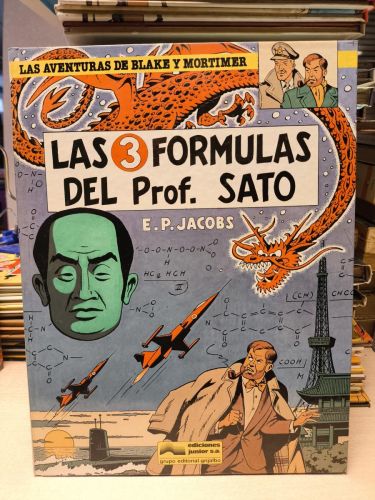 LAS AVENTURAS DE BLAKE Y MORTIMER
LAS 3 FORMULAS
DEL Prof. SATO
E. P. JACOBS
ediciones
junior s.a.
grupo editorial grijalbo